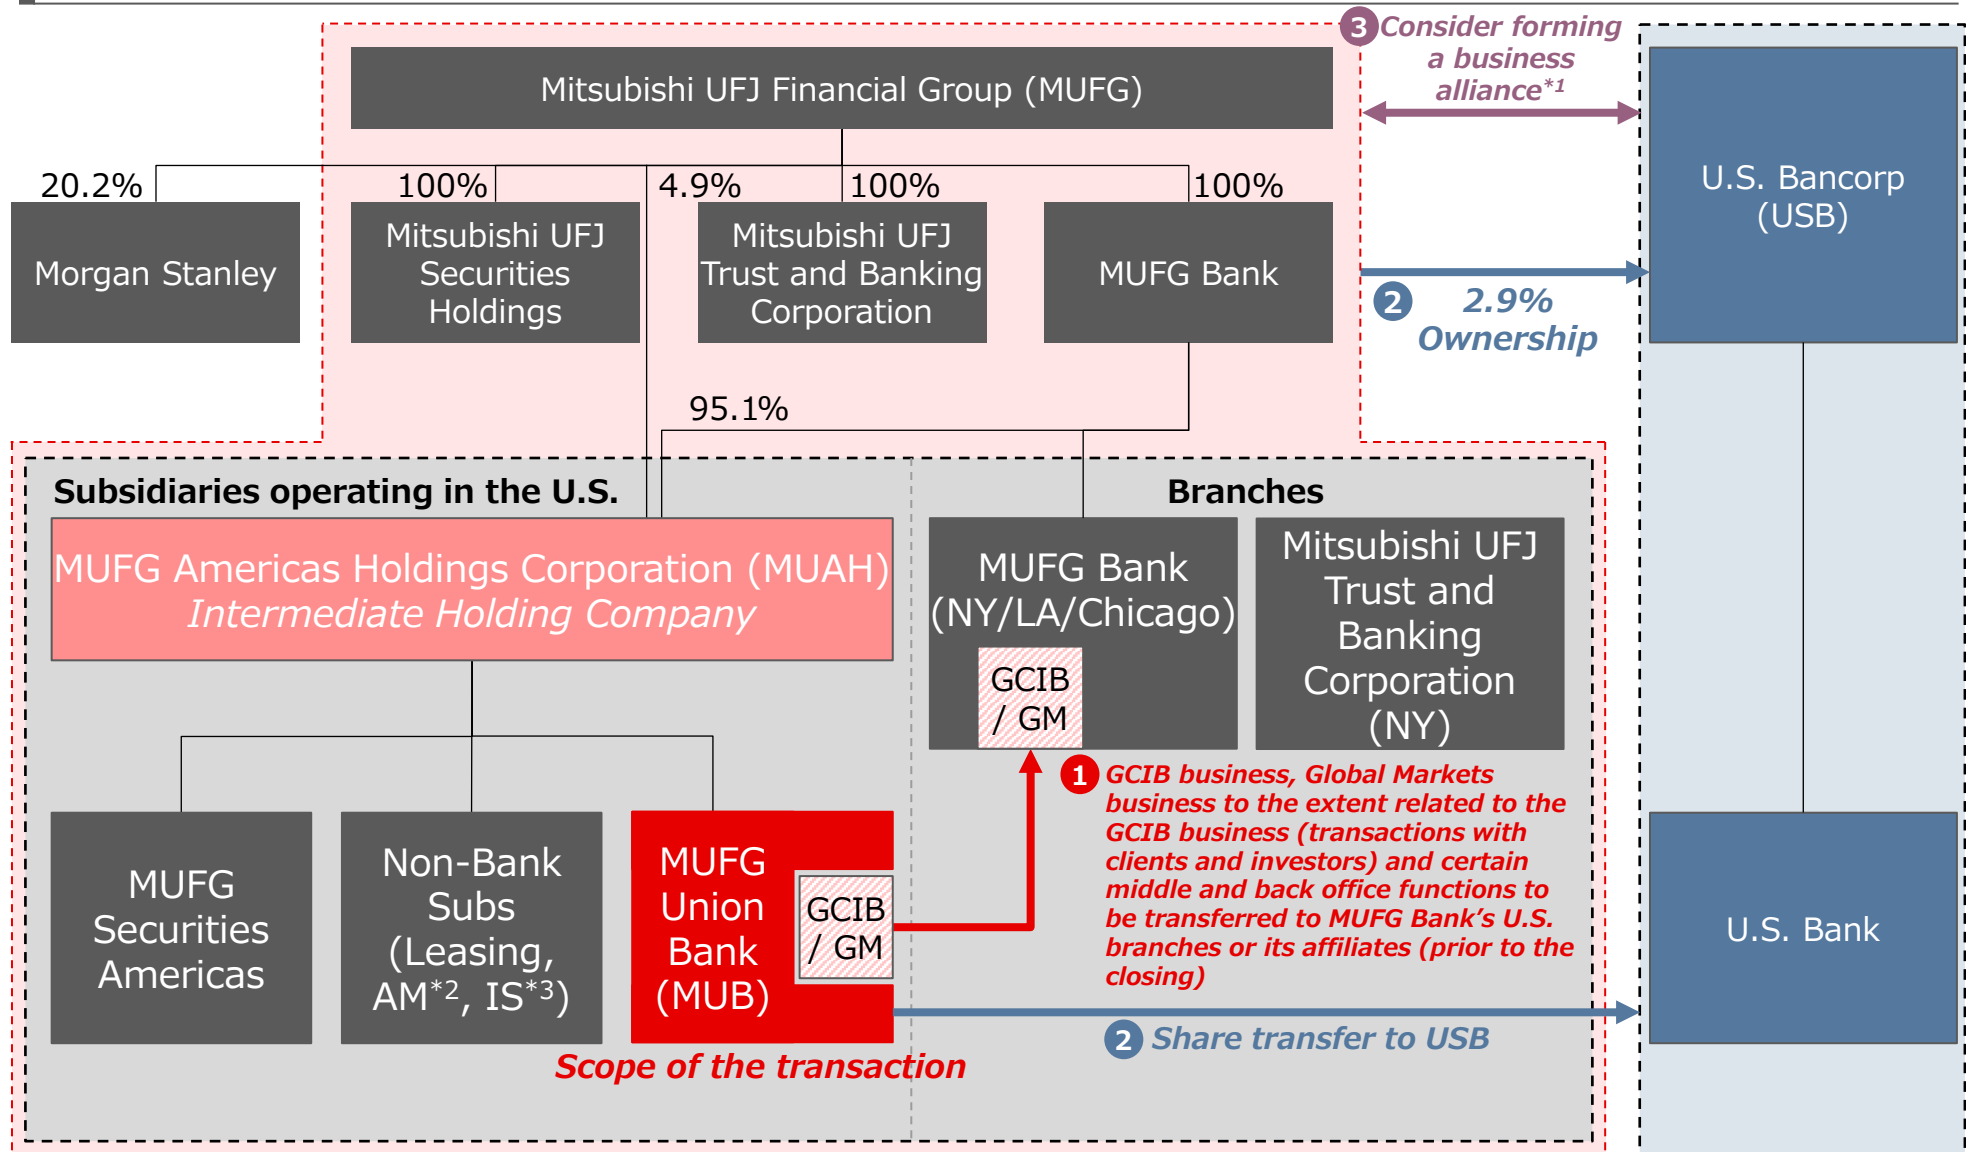 3 Consider forming
a business
alliance*1
Mitsubishi UFJ Financial Group (MUFG)
U.S. Bancorp
(USB)
20.2%
100%
4.9%
100%
100%
Morgan Stanley
Mitsubishi UFJ
Securities
Holdings
Mitsubishi UFJ
Trust and Banking
Corporation
MUFG Bank
2 2.9%
Ownership
95.1%
Subsidiaries operating in the U.S.
Branches
MUFG Americas Holdings Corporation (MUAH)
Intermediate Holding Company
MUFG Bank
(NY/LA/Chicago)
GCIB
/ GM
Mitsubishi UFJ
Trust and
Banking
Corporation
(NY)
1 GCIB business, Global Markets
business to the extent related to the
GCIB business (transactions with
clients and investors) and certain
middle and back office functions to
be transferred to MUFG Bank’s U.S.
branches or its affiliates (prior to the
closing)
MUFG
Securities
Americas
Non-Bank
Subs
(Leasing,
AM*2, IS*3)
MUFG
Union
Bank
(MUB)
GCIB
/ GM
U.S. Bank
2 Share transfer to USB
Scope of the transaction